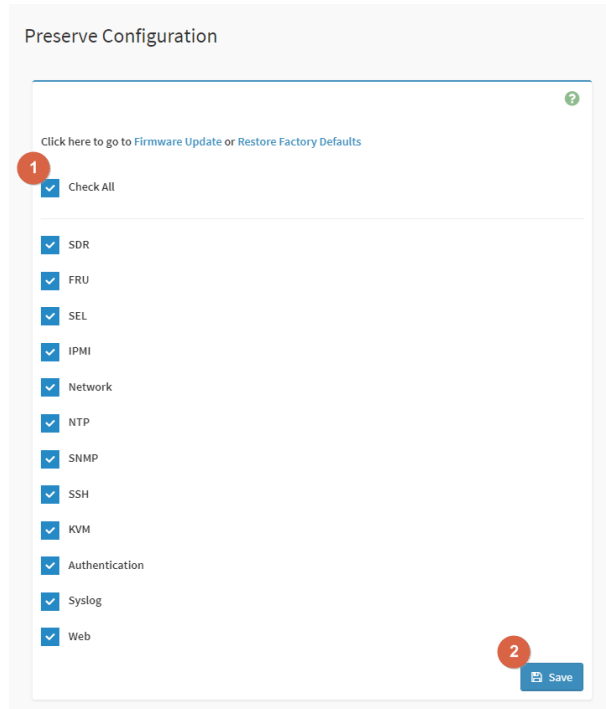 Preserve Configuration
?
Click here to go to Firmware Update or Restore Factory Defaults
1
Check All
SDR
FRU
SEL
IPMI
Network
NTP
SNMP
SSH
KVM
Authentication
Syslog
Web
2
Save